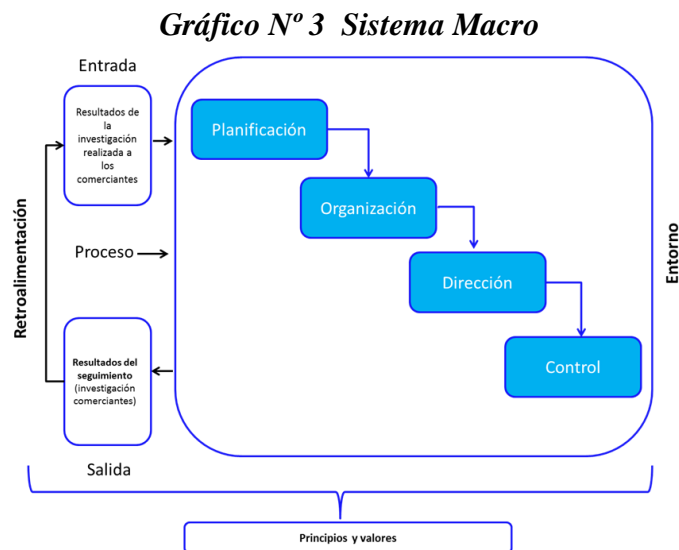 Gráfico Nº 3 Sistema Macro
Entrada
Resultados de
la
investigación
realizada a
los
comerciantes
Planificación
Organización
Retroalimentación
Proceso
Dirección
Entorno
Resultados del
seguimiento
(investigación
comerciantes)
Control
Salida
Principios y valores